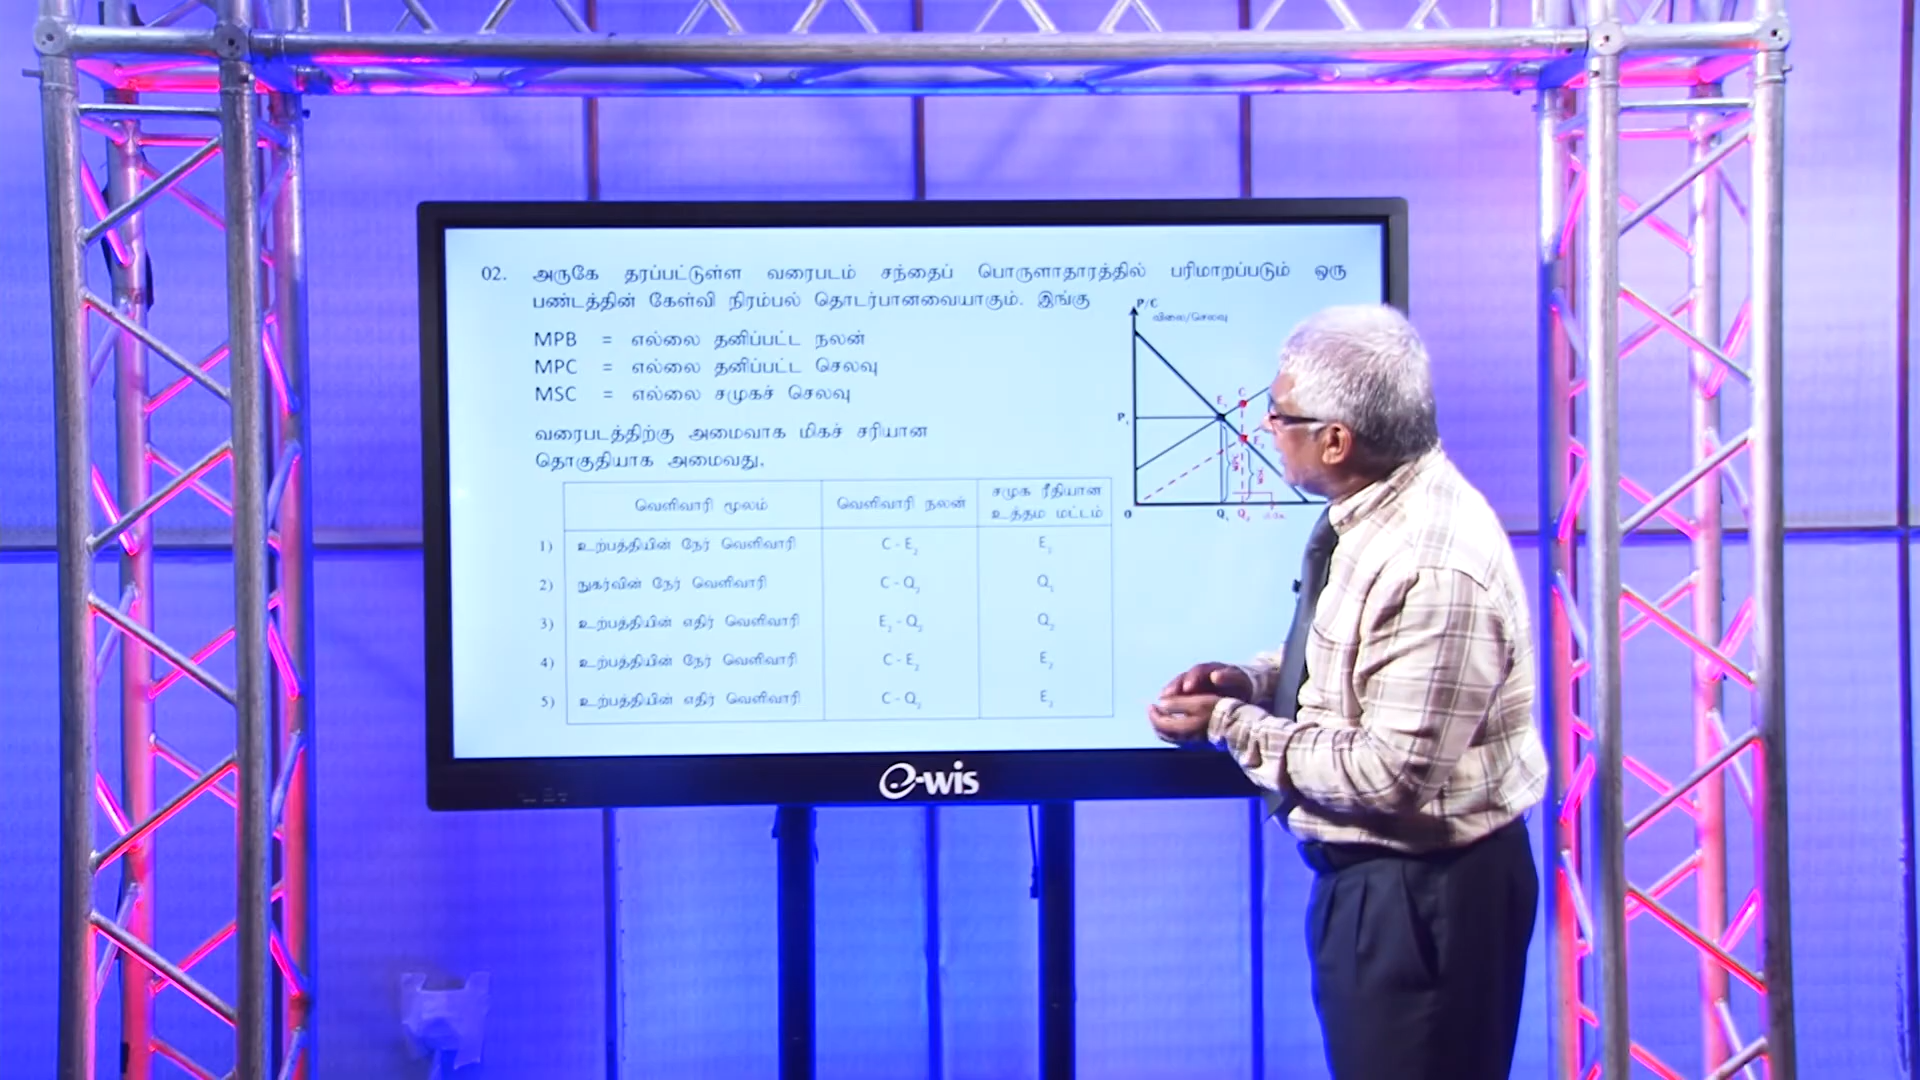 02. அருகே தரப்பட்டுள்ள வரைபடம் சந்தைப் பொருளாதாரத்தில் பரிமாறப்படும் ஒரு
பண்டத்தின் கேள்வி நிரம்பல் தொடர்பானவையாகும். இங்கு
MPB = எல்லை தனிப்பட்ட நலன்
MPC = எல்லை தனிப்பட்ட செலவு
MSC = எல்லை சமூகச் செலவு
வரைபடத்திற்கு அமைவாக மிகச் சரியான
தொகுதியாக அமைவது.
P/C
விலை/செலவு
E₁ C
P₁
E₂
0 Q₁ Q₂
வெளிவாரி மூலம் வெளிவாரி நலன் சமூக ரீதியான உத்தம மட்டம்
1) உற்பத்தியின் நேர் வெளிவாரி C - E₂ E₁
2) நுகர்வின் நேர் வெளிவாரி C - Q₂ Q₁
3) உற்பத்தியின் எதிர் வெளிவாரி E₂ - Q₂ Q₂
4) உற்பத்தியின் நேர் வெளிவாரி C - E₂ E₂
5) உற்பத்தியின் எதிர் வெளிவாரி C - Q₂ E₂
e-wis